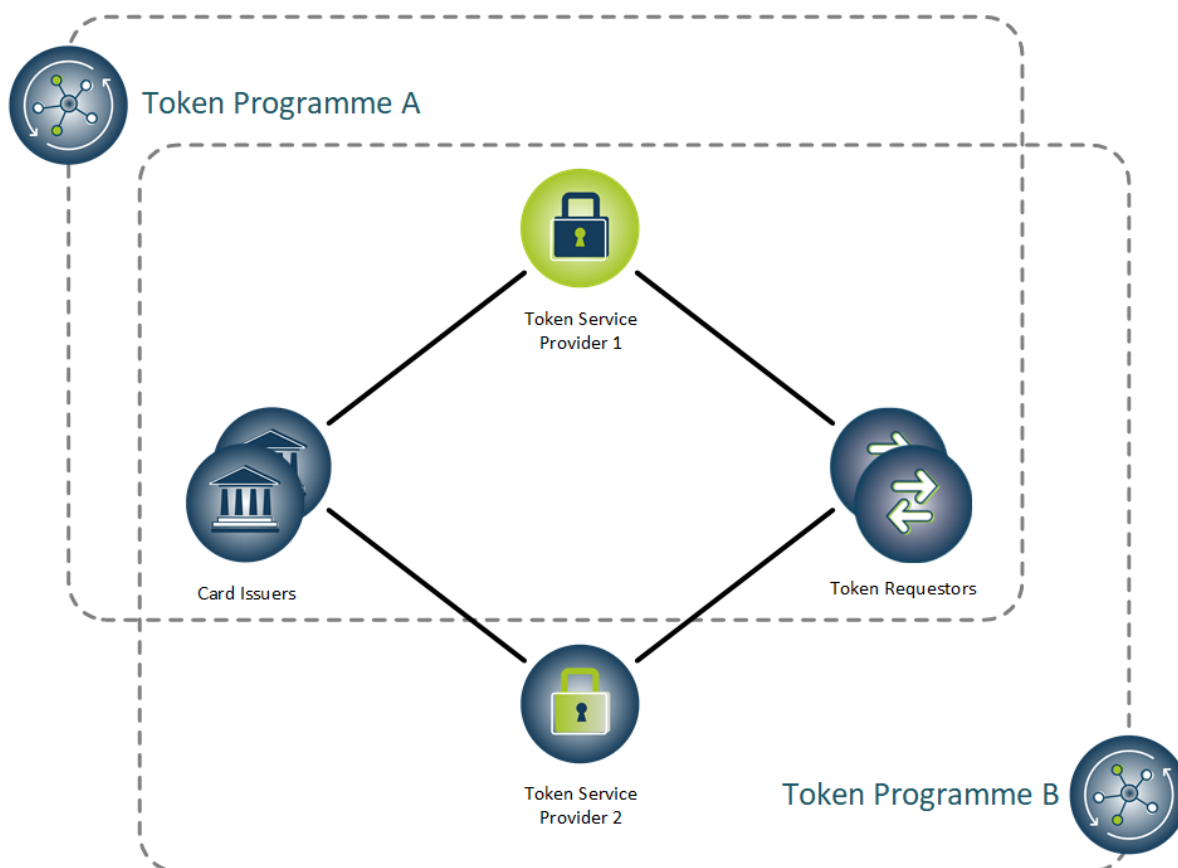 Token Programme A
Token Service
Provider 1
Card Issuers
Token Requestors
Token Service
Provider 2
Token Programme B